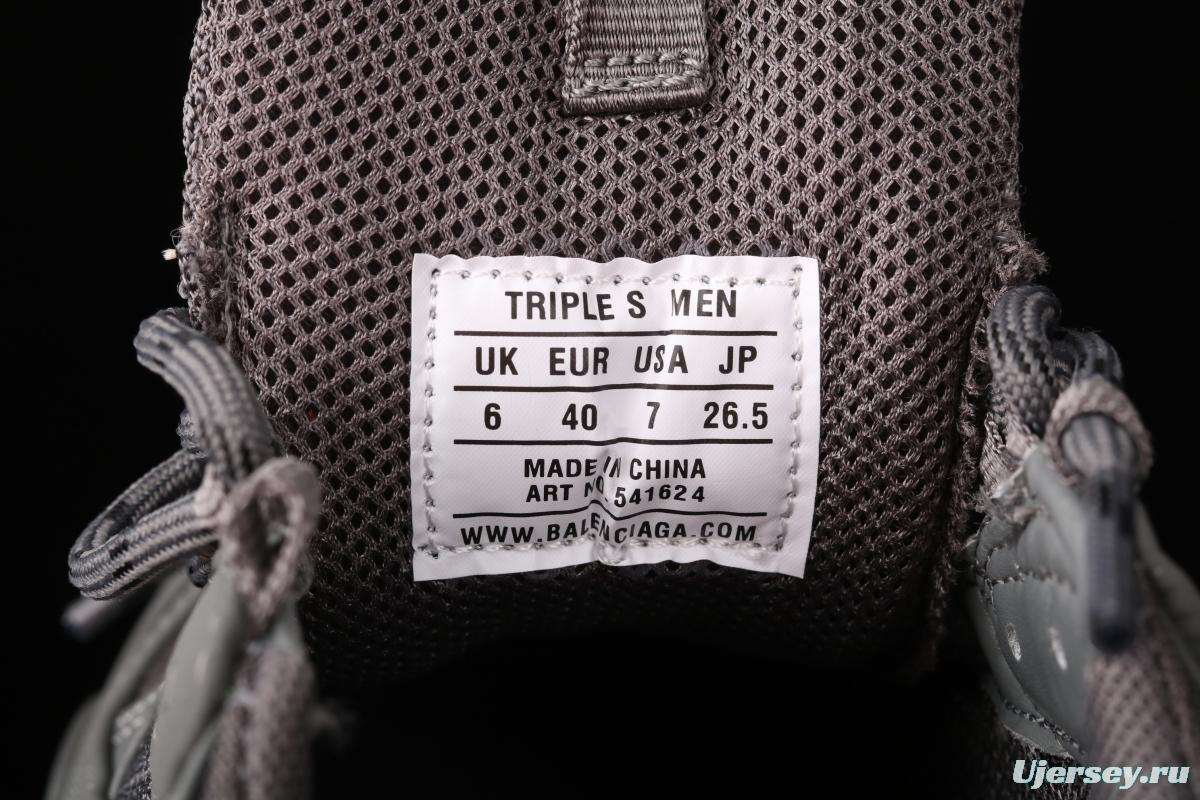 TRIPLE S MEN
UK EUR USA JP
6 40 7 26.5
MADE IN CHINA
ART NO. 541624
WWW.BALENCIAGA.COM
Ujersey.ru